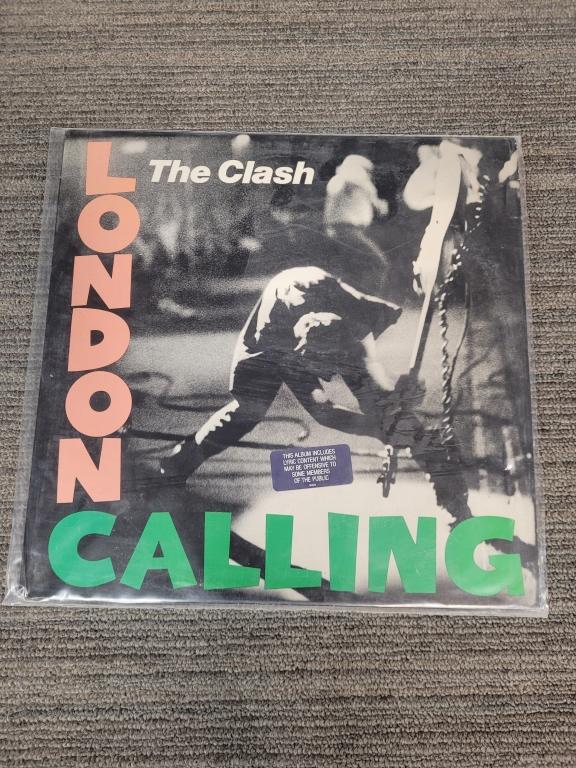 The Clash
LONDON
CALLING
THIS ALBUM INCLUDES
LYRIC CONTENT WHICH
MAY BE OFFENSIVE TO
SOME MEMBERS
OF THE PUBLIC